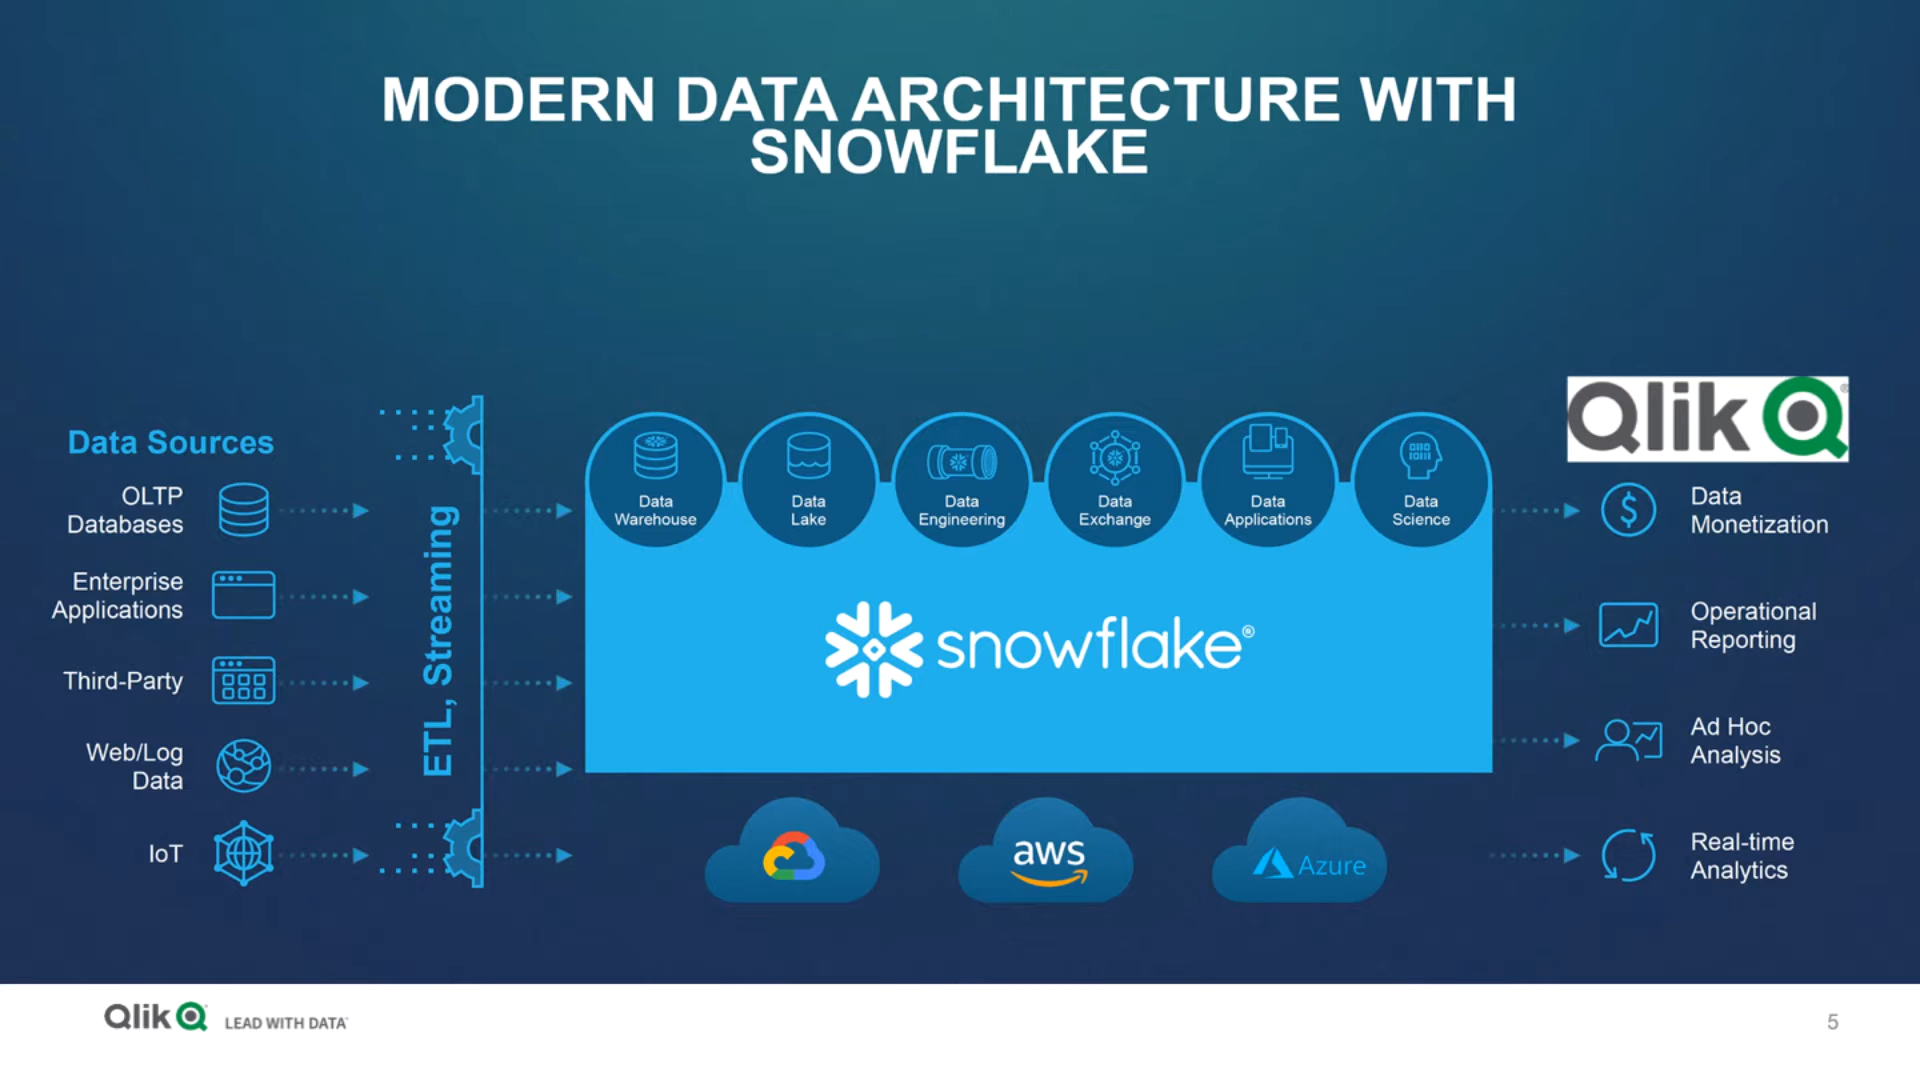 MODERN DATA ARCHITECTURE WITH
SNOWFLAKE
Data Sources
OLTP
Databases
Enterprise
Applications
Third-Party
Web/Log
Data
IoT
ETL, Streaming
Data
Warehouse
Data
Lake
Data
Engineering
Data
Exchange
Data
Applications
Data
Science
snowflake®
aws
Azure
Qlik
Data
Monetization
Operational
Reporting
Ad Hoc
Analysis
Real-time
Analytics
Qlik LEAD WITH DATA
5